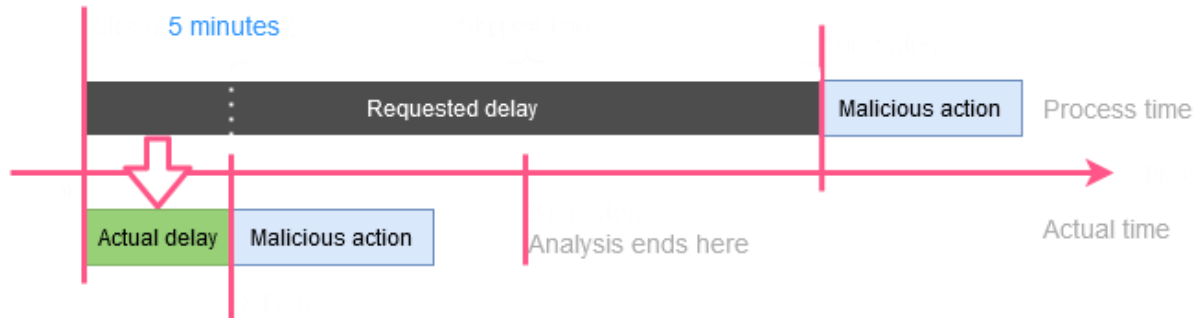 5 minutes
Requested delay
Malicious action
Process time
Actual delay
Malicious action
Analysis ends here
Actual time